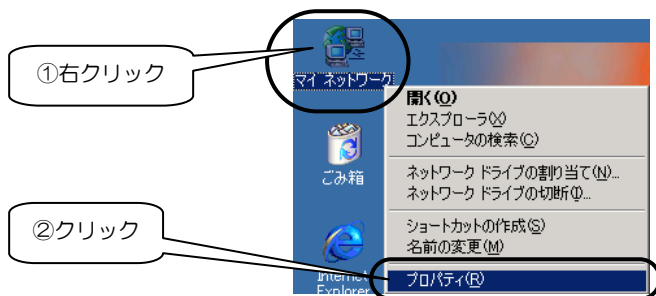 ①右クリック
マイ ネットワーク
開く(O)
エクスプローラ(X)
コンピュータの検索(C)
ごみ箱
ネットワーク ドライブの割り当て(N)...
ネットワーク ドライブの切断(I)...
②クリック
ショートカットの作成(S)
名前の変更(M)
Internet
Explorer
プロパティ(R)